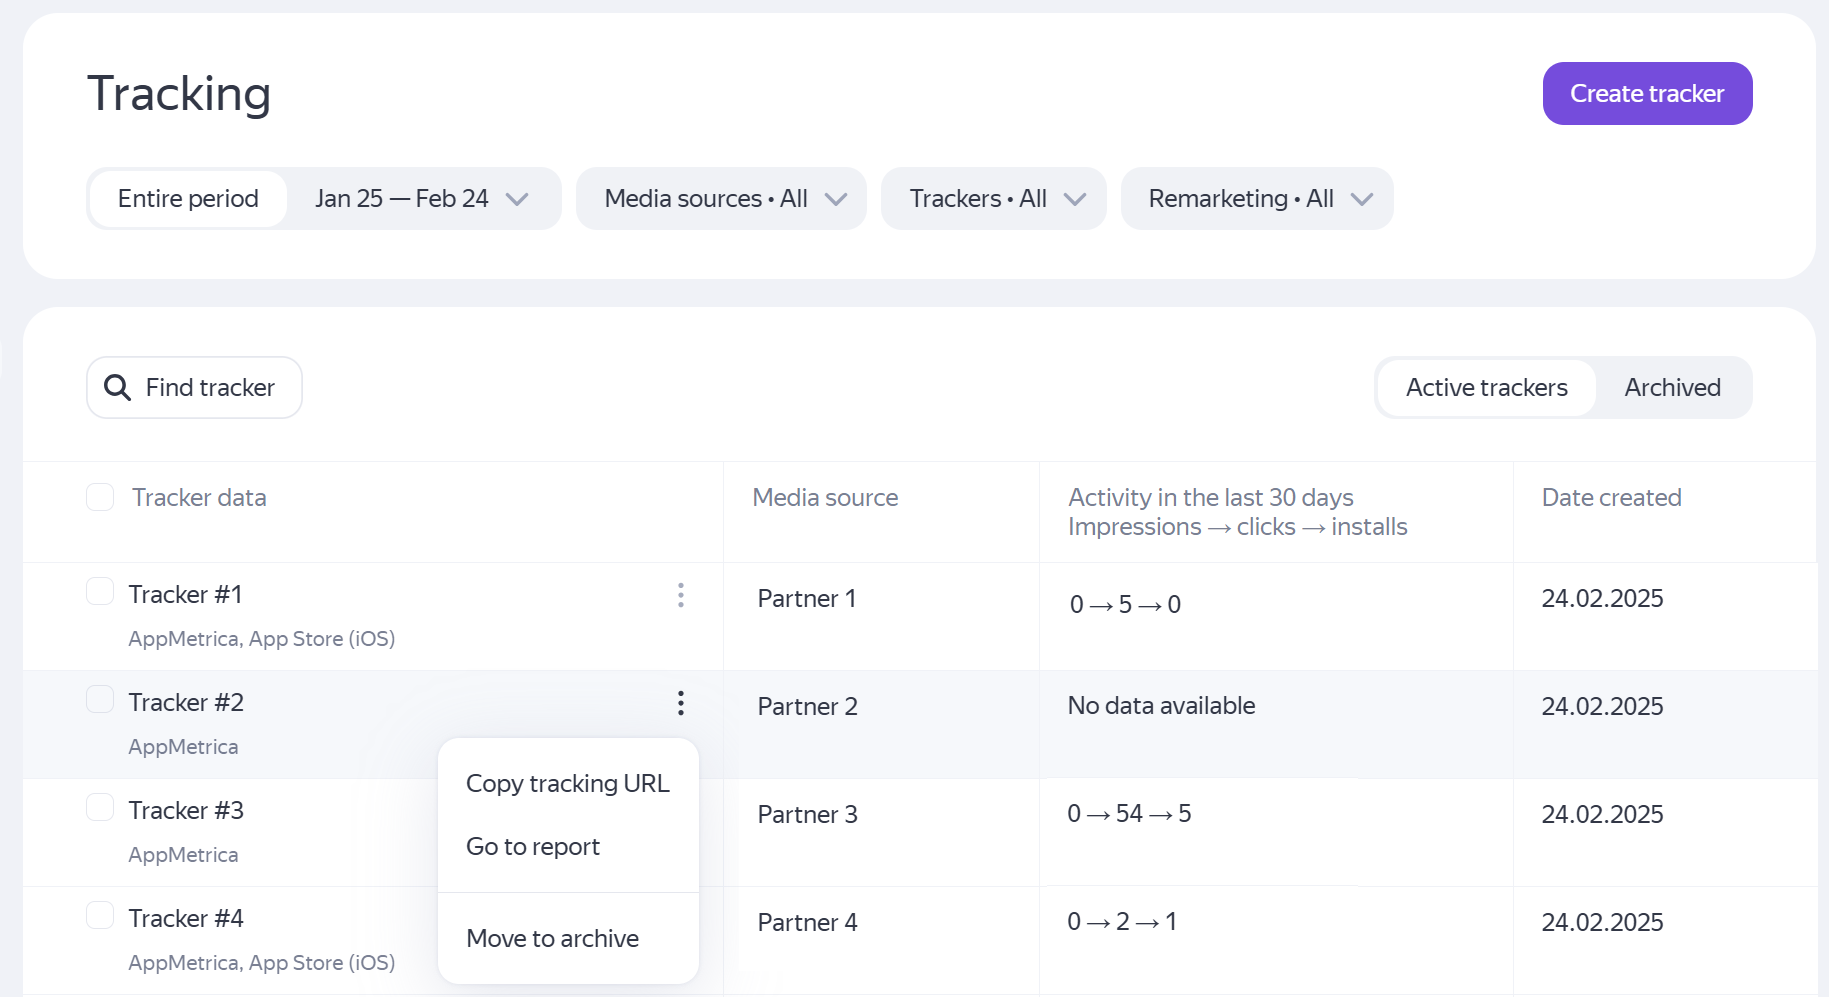 Tracking
Create tracker
Entire period
Jan 25 — Feb 24
Media sources • All
Trackers • All
Remarketing • All
Find tracker
Active trackers
Archived
Tracker data
Media source
Activity in the last 30 days
Impressions → clicks → installs
Date created
Tracker #1
AppMetrica, App Store (iOS)
Partner 1
0 → 5 → 0
24.02.2025
Tracker #2
AppMetrica
Partner 2
No data available
24.02.2025
Copy tracking URL
Go to report
Move to archive
Tracker #3
AppMetrica
Partner 3
0 → 54 → 5
24.02.2025
Tracker #4
AppMetrica, App Store (iOS)
Partner 4
0 → 2 → 1
24.02.2025